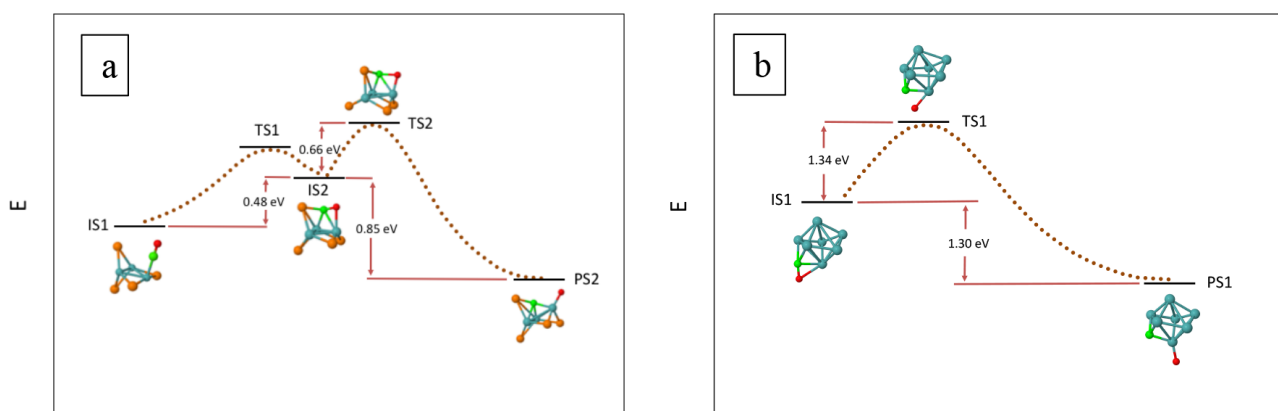 a
TS1
TS2
0.66 eV
IS2
0.48 eV
IS1
0.85 eV
PS2
E
b
TS1
1.34 eV
IS1
1.30 eV
PS1
E